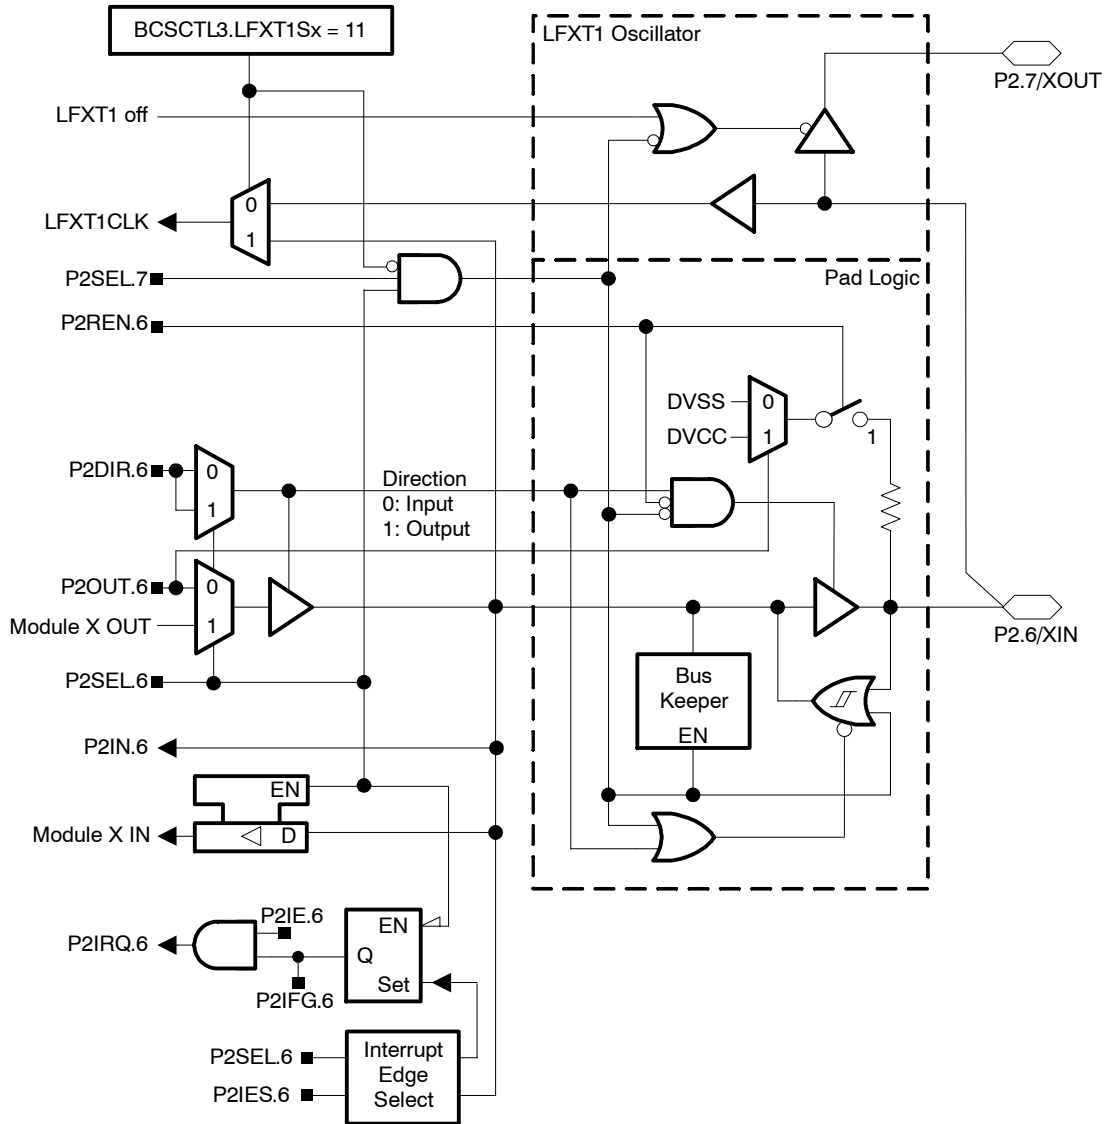 BCSCTL3.LFXT1Sx = 11
LFXT1 Oscillator
P2.7/XOUT
LFXT1 off
0
LFXT1CLK
1
P2SEL.7
Pad Logic
P2REN.6
DVSS
0
DVCC
1
1
P2DIR.6
0
1
Direction
0: Input
1: Output
P2OUT.6
0
Module X OUT
1
P2.6/XIN
P2SEL.6
Bus
Keeper
EN
P2IN.6
EN
Module X IN
D
P2IE.6
EN
P2IRQ.6
Q
Set
P2IFG.6
P2SEL.6
P2IES.6
Interrupt
Edge
Select